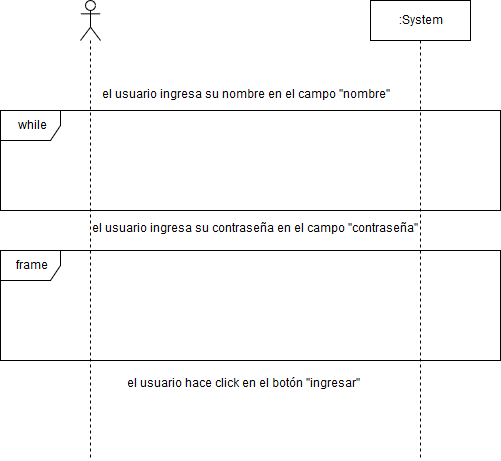 :System
el usuario ingresa su nombre en el campo "nombre"
while
el usuario ingresa su contraseña en el campo "contraseña"
frame
el usuario hace click en el botón "ingresar"